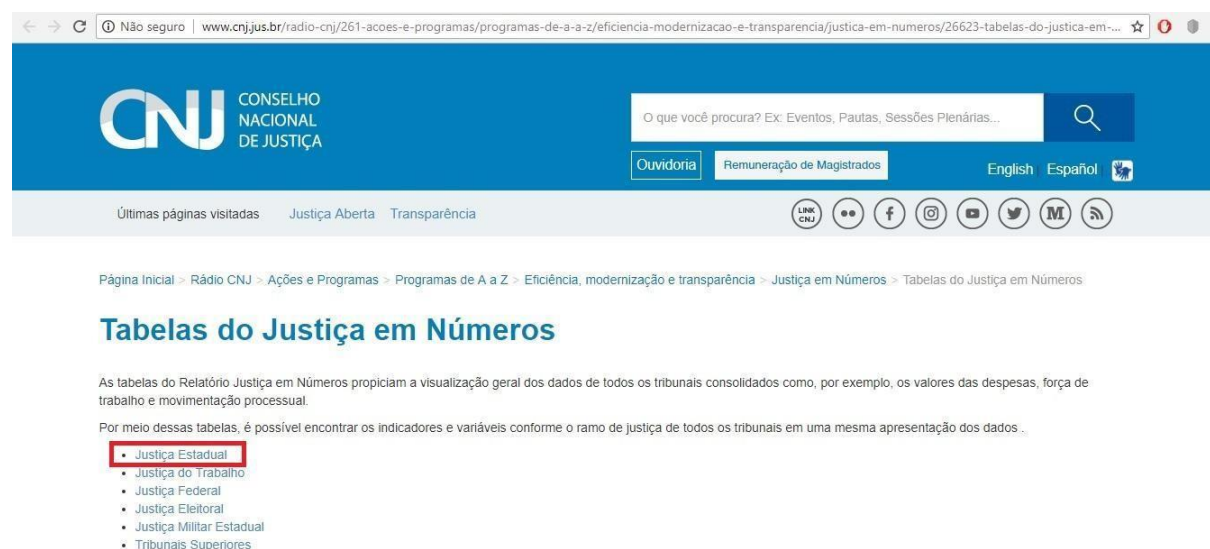 Não seguro | www.cnj.jus.br/radio-cnj/261-acoes-e-programas/programas-de-a-a-z/eficiencia-modernizacao-e-transparencia/justica-em-numeros/26623-tabelas-do-justica-em-...
CNJ
CONSELHO
NACIONAL
DE JUSTIÇA
O que você procura? Ex: Eventos, Pautas, Sessões Plenárias...
Ouvidoria Remuneração de Magistrados English Español
Últimas páginas visitadas Justiça Aberta Transparência
LINK
CNJ
Página Inicial > Rádio CNJ > Ações e Programas > Programas de A a Z > Eficiência, modernização e transparência > Justiça em Números > Tabelas do Justiça em Números
Tabelas do Justiça em Números
As tabelas do Relatório Justiça em Números propiciam a visualização geral dos dados de todos os tribunais consolidados como, por exemplo, os valores das despesas, força de
trabalho e movimentação processual.
Por meio dessas tabelas, é possível encontrar os indicadores e variáveis conforme o ramo de justiça de todos os tribunais em uma mesma apresentação dos dados .
• Justiça Estadual
• Justiça do Trabalho
• Justiça Federal
• Justiça Eleitoral
• Justiça Militar Estadual
• Tribunais Superiores